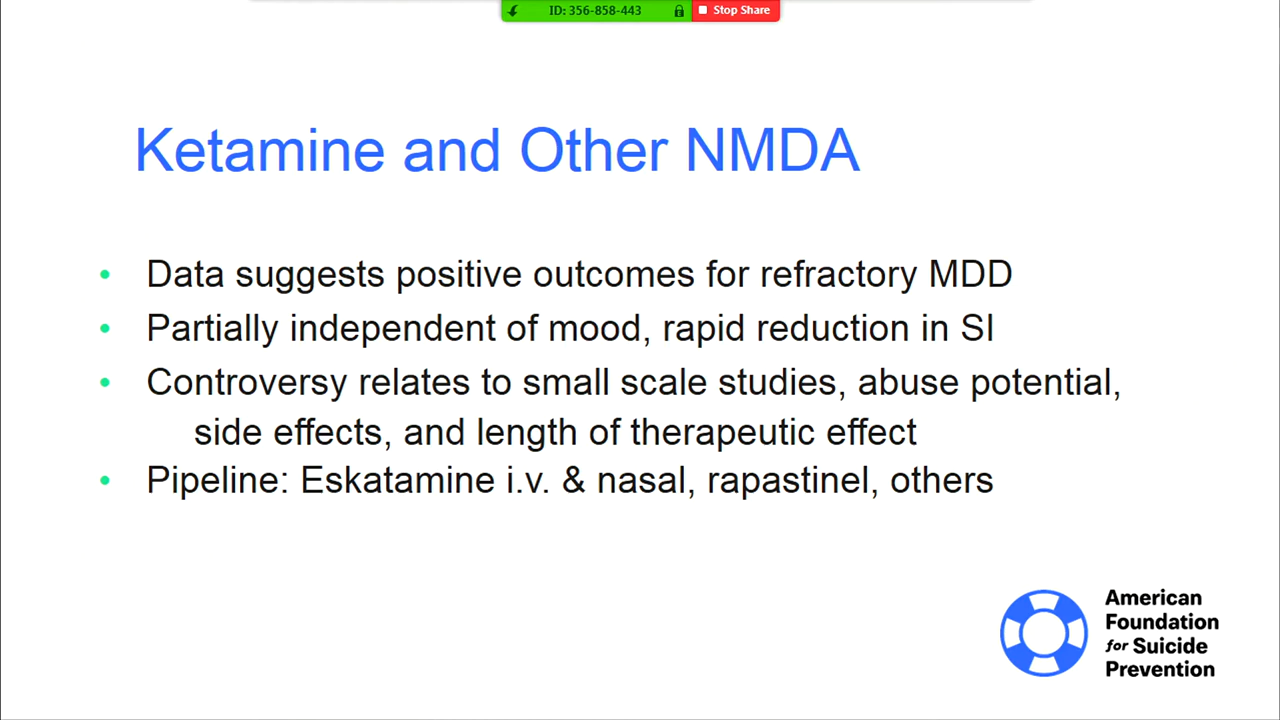 ID: 356-858-443
Stop Share
Ketamine and Other NMDA
• Data suggests positive outcomes for refractory MDD
• Partially independent of mood, rapid reduction in SI
• Controversy relates to small scale studies, abuse potential,
side effects, and length of therapeutic effect
• Pipeline: Eskatamine i.v. & nasal, rapastinel, others
American
Foundation
for Suicide
Prevention